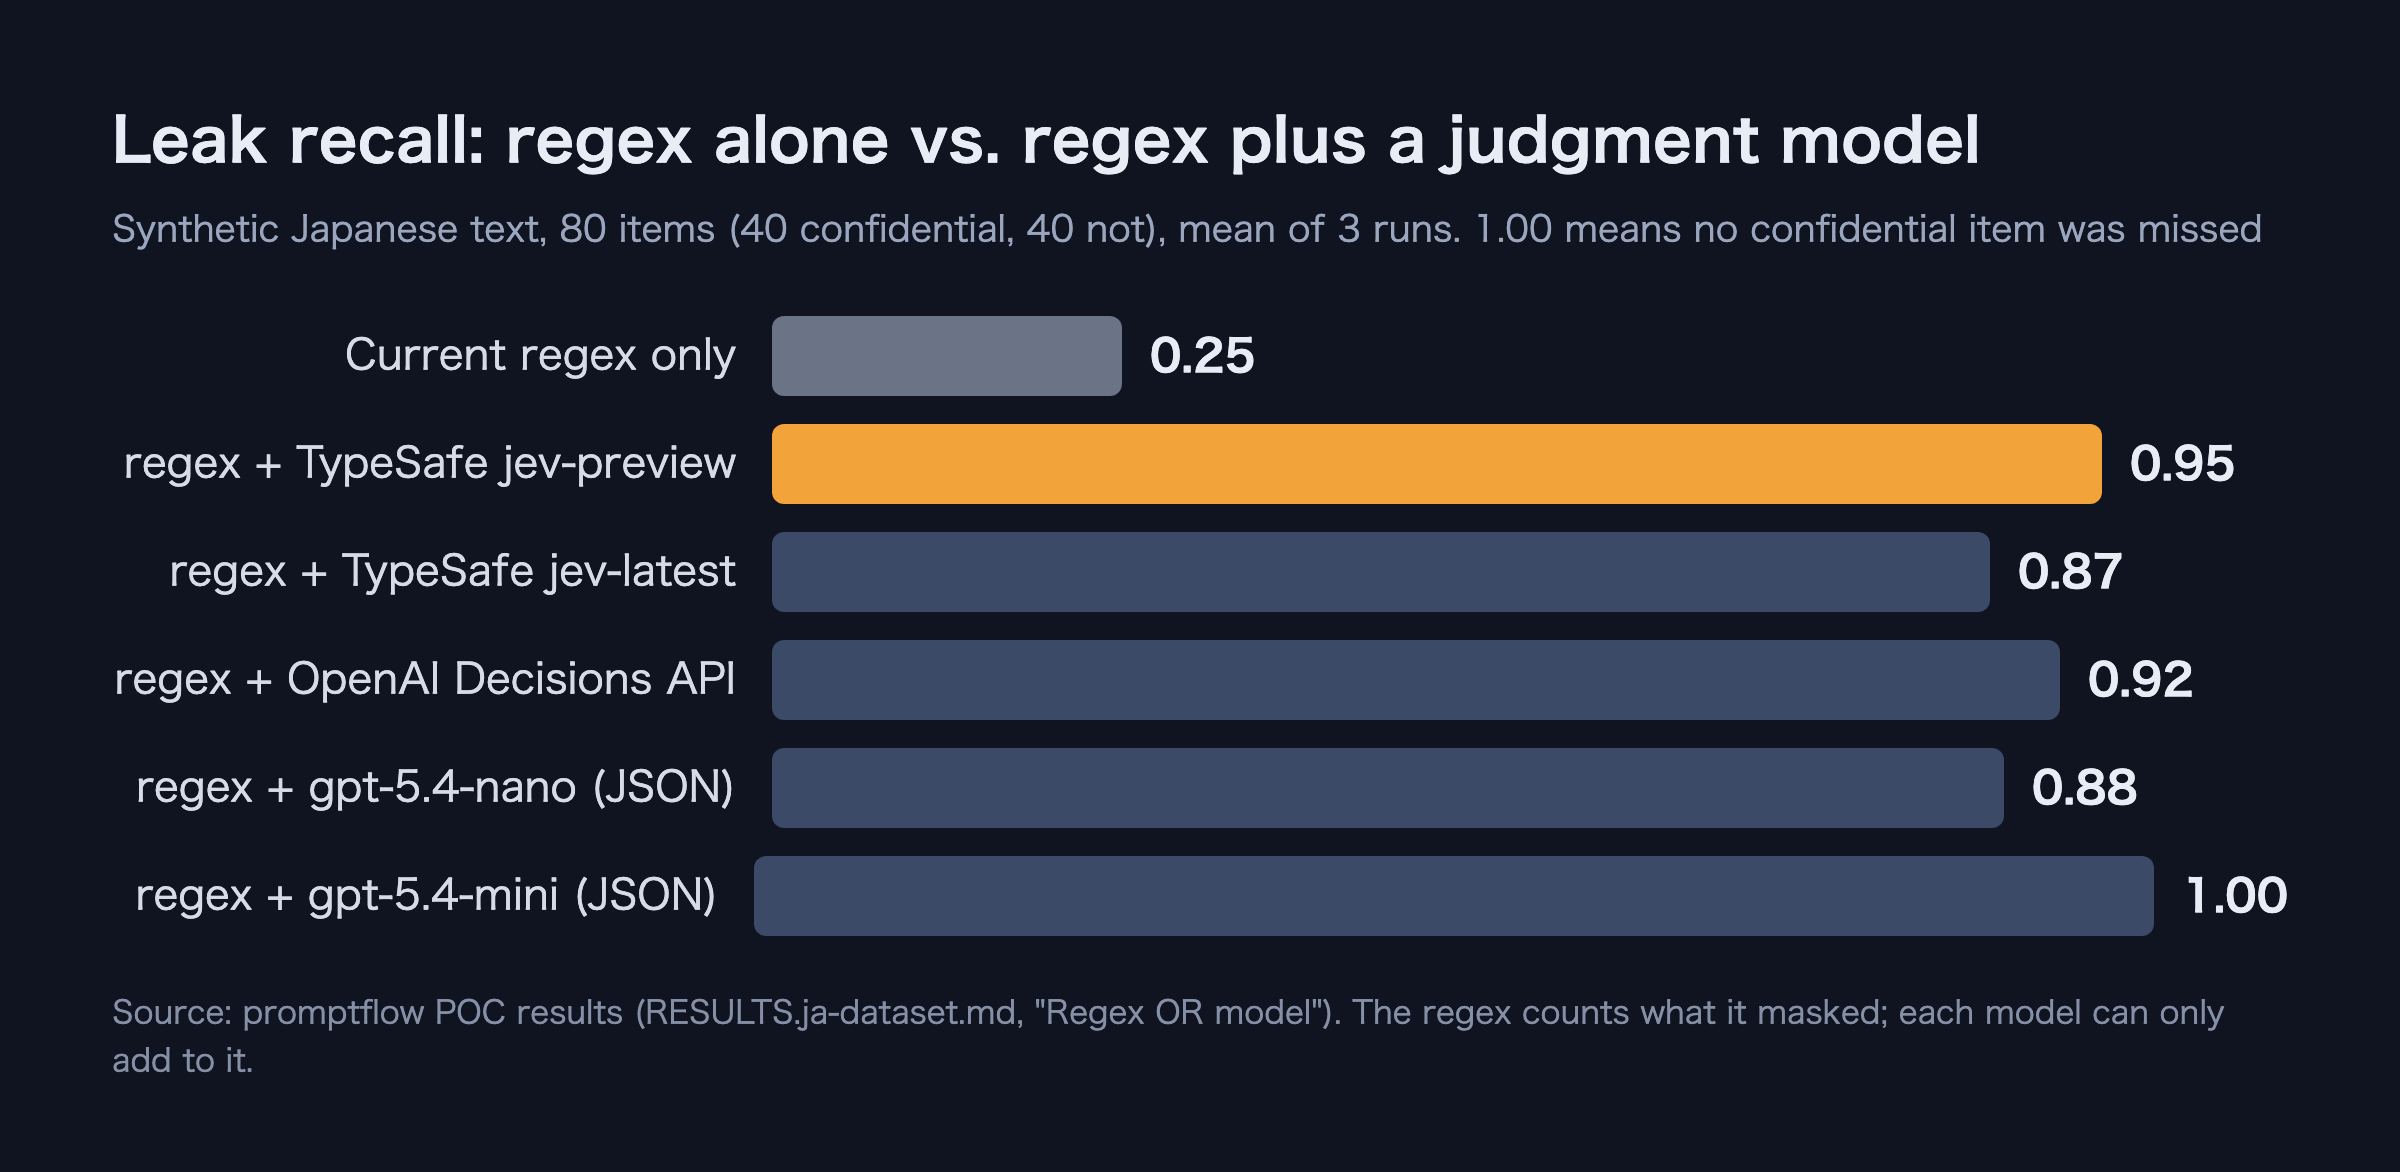 Leak recall: regex alone vs. regex plus a judgment model
Synthetic Japanese text, 80 items (40 confidential, 40 not), mean of 3 runs. 1.00 means no confidential item was missed
Current regex only 0.25
regex + TypeSafe jev-preview 0.95
regex + TypeSafe jev-latest 0.87
regex + OpenAI Decisions API 0.92
regex + gpt-5.4-nano (JSON) 0.88
regex + gpt-5.4-mini (JSON) 1.00
Source: promptflow POC results (RESULTS.ja-dataset.md, "Regex OR model"). The regex counts what it masked; each model can only
add to it.